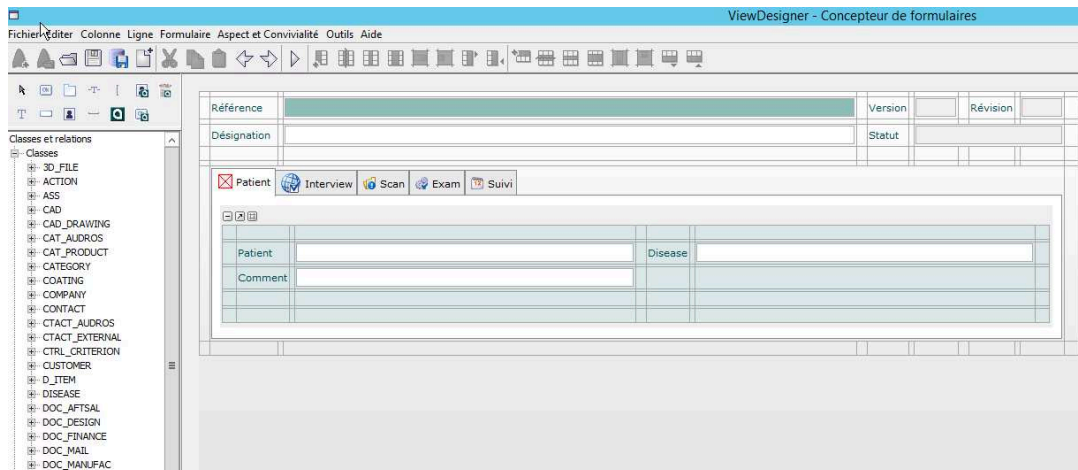 ViewDesigner - Concepteur de formulaires
Fichier Editer Colonne Ligne Formulaire Aspect et Convivialité Outils Aide
Référence Version Révision
Désignation Statut
Classes et relations
Classes
3D_FILE
ACTION
ASS
CAD
CAD_DRAWING
CAT_AUDROS
CAT_PRODUCT
CATEGORY
COATING
COMPANY
CONTACT
CTACT_AUDROS
CTACT_EXTERNAL
CTRL_CRITERION
CUSTOMER
D_ITEM
DISEASE
DOC_AFTSAL
DOC_DESIGN
DOC_FINANCE
DOC_MAIL
DOC_MANUFAC
Patient Interview Scan Exam Suivi
Patient Disease
Comment